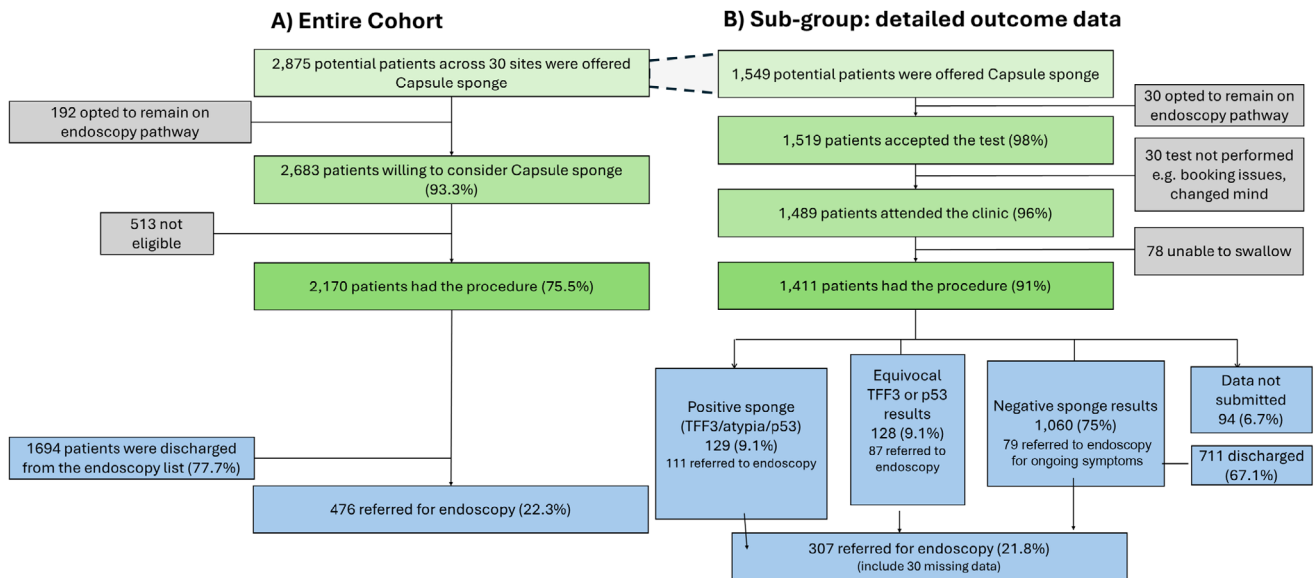 A) Entire Cohort
2,875 potential patients across 30 sites were offered
Capsule sponge
192 opted to remain on
endoscopy pathway
2,683 patients willing to consider Capsule sponge
(93.3%)
513 not
eligible
2,170 patients had the procedure (75.5%)
1694 patients were discharged
from the endoscopy list (77.7%)
476 referred for endoscopy (22.3%)
B) Sub-group: detailed outcome data
1,549 potential patients were offered Capsule sponge
30 opted to remain on
endoscopy pathway
1,519 patients accepted the test (98%)
30 test not performed
e.g. booking issues,
changed mind
1,489 patients attended the clinic (96%)
78 unable to swallow
1,411 patients had the procedure (91%)
Positive sponge
(TFF3/atypia/p53)
129 (9.1%)
111 referred to endoscopy
Equivocal
TFF3 or p53
results
128 (9.1%)
87 referred to
endoscopy
Negative sponge results
1,060 (75%)
79 referred to endoscopy
for ongoing symptoms
Data not
submitted
94 (6.7%)
711 discharged
(67.1%)
307 referred for endoscopy (21.8%)
(include 30 missing data)